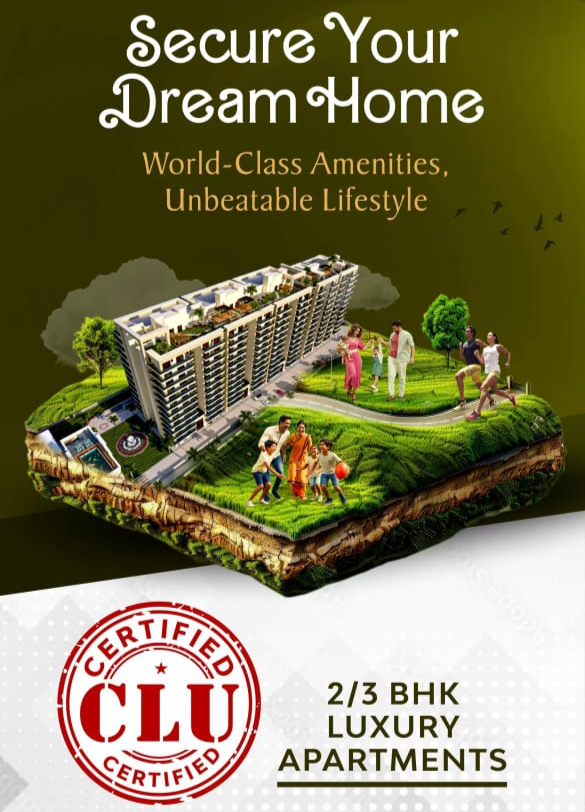 Secure Your
Dream Home
World-Class Amenities,
Unbeatable Lifestyle
CERTIFIED
CLU
CERTIFIED
2/3 BHK
LUXURY
APARTMENTS